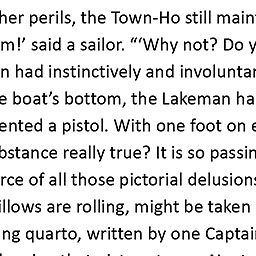 her perils, the Town-Ho still main
m!’ said a sailor. “‘Why not? Do y
n had instinctively and involuntar
e boat’s bottom, the Lakeman ha
ented a pistol. With one foot on e
bstance really true? It is so passin
rce of all those pictorial delusions
illows are rolling, might be taken
ng quarto, written by one Captai